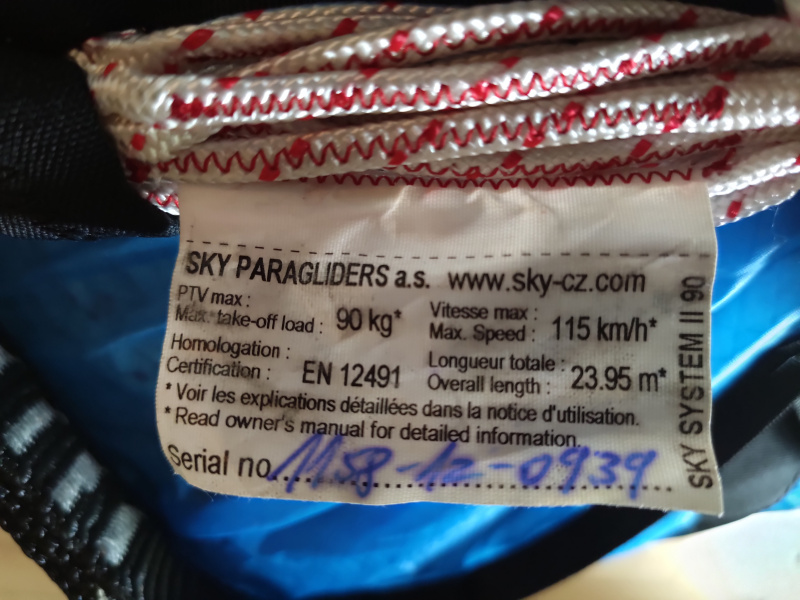 SKY PARAGLIDERS a.s. www.sky-cz.com
PTV max :
Max. take-off load : 90 kg*
Vitesse max :
Max. Speed : 115 km/h*
Homologation :
Certification : EN 12491
Longueur totale :
Overall length : 23.95 m*
* Voir les explications détaillées dans la notice d'utilisation.
* Read owner's manual for detailed information.
Serial no. 1158-12-0939
SKY SYSTEM II 90